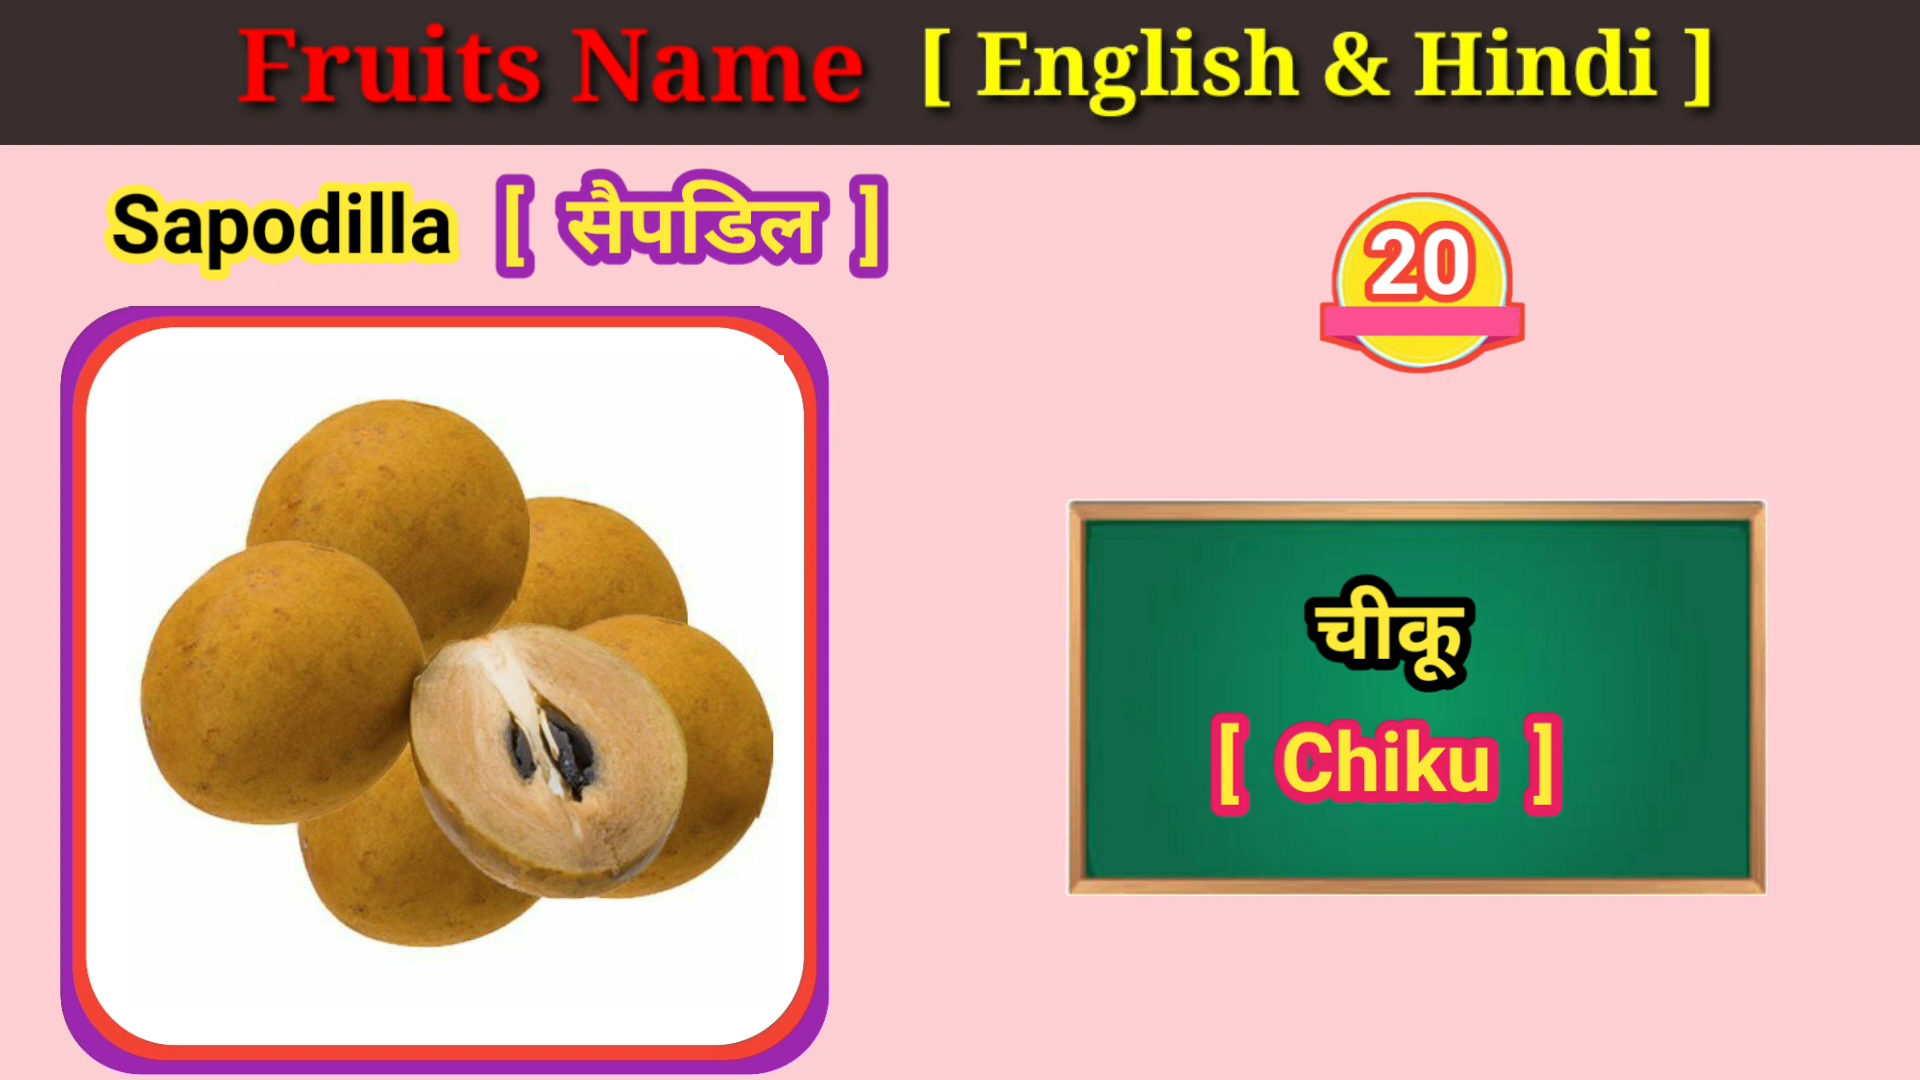 Fruits Name [ English & Hindi ]
Sapodilla [ सैपडिल ]
20
चीकू
[ Chiku ]